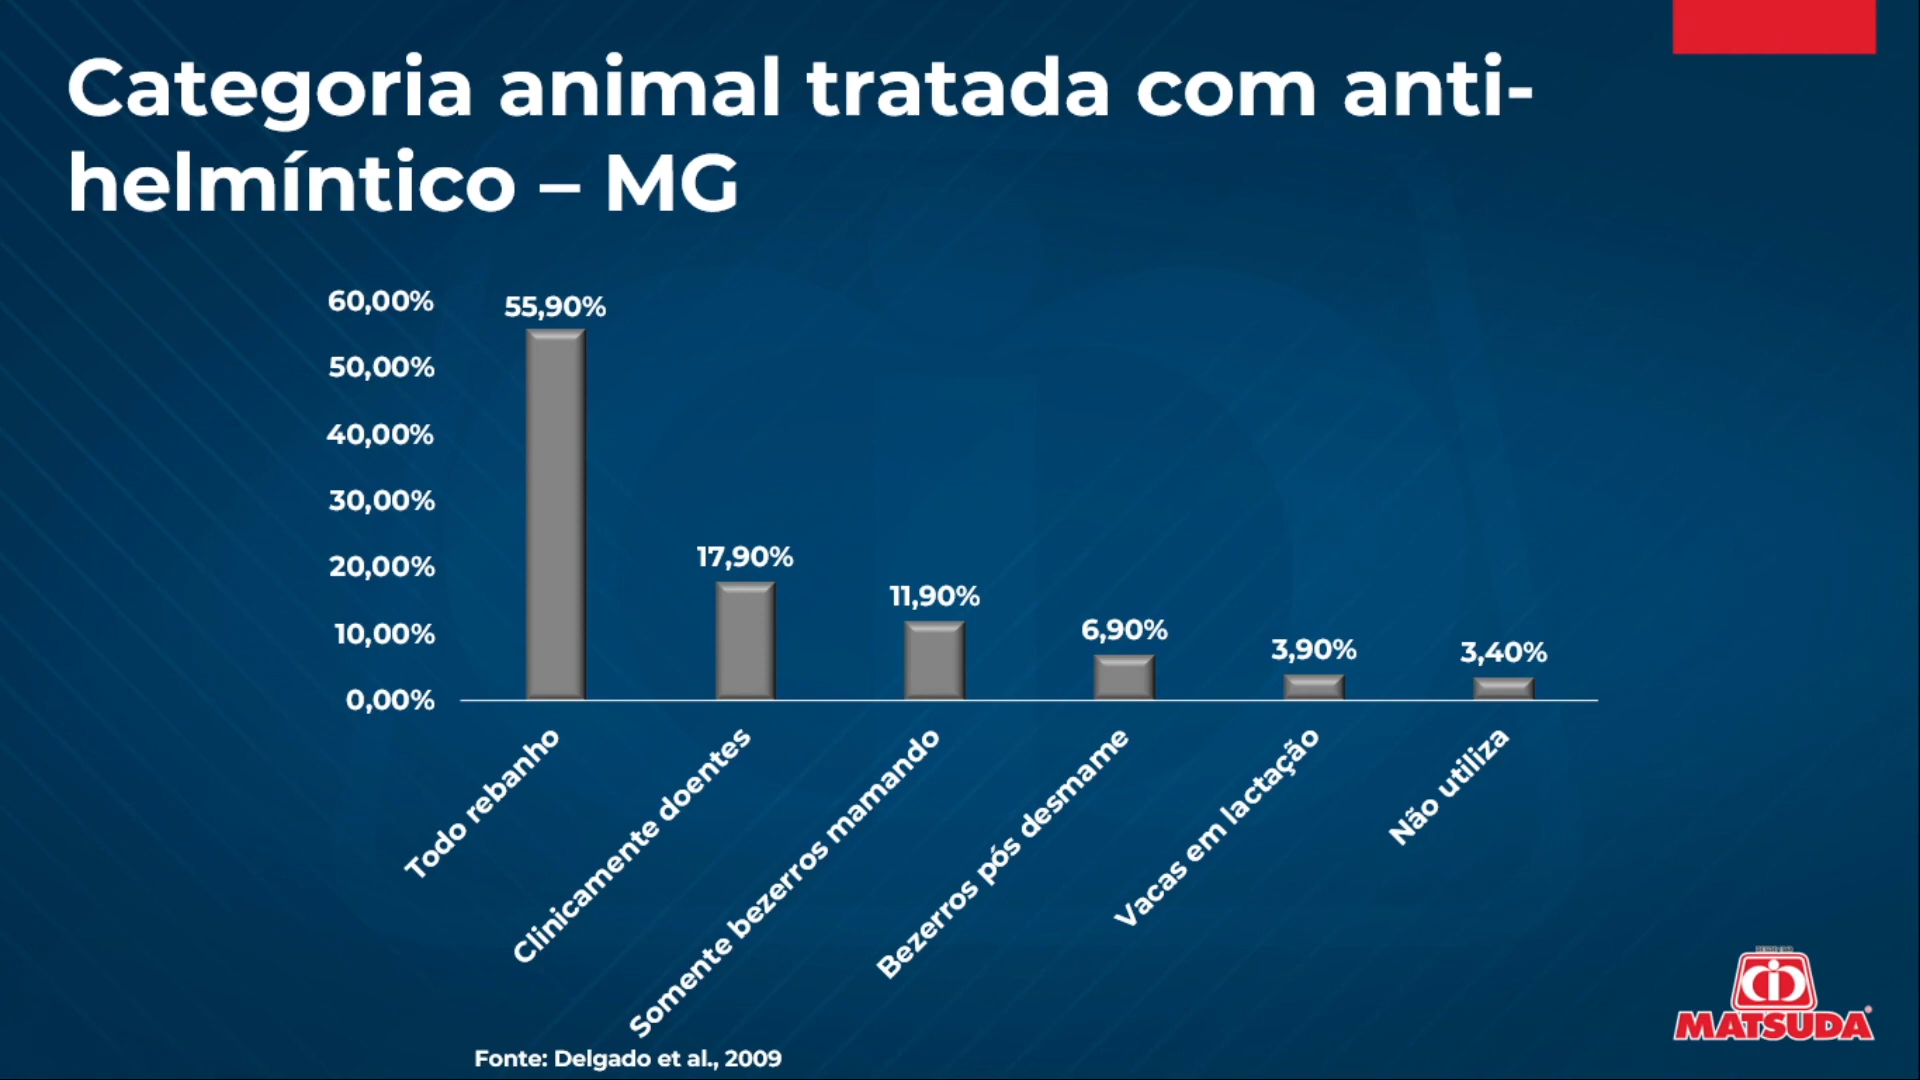 Categoria animal tratada com anti-
helmíntico – MG
60,00%
50,00%
40,00%
30,00%
20,00%
10,00%
0,00%
55,90%
17,90%
11,90%
6,90%
3,90%
3,40%
Todo rebanho
Clinicamente doentes
Somente bezerros mamando
Bezerros pós desmame
Vacas em lactação
Não utiliza
Fonte: Delgado et al., 2009
MATSUDA